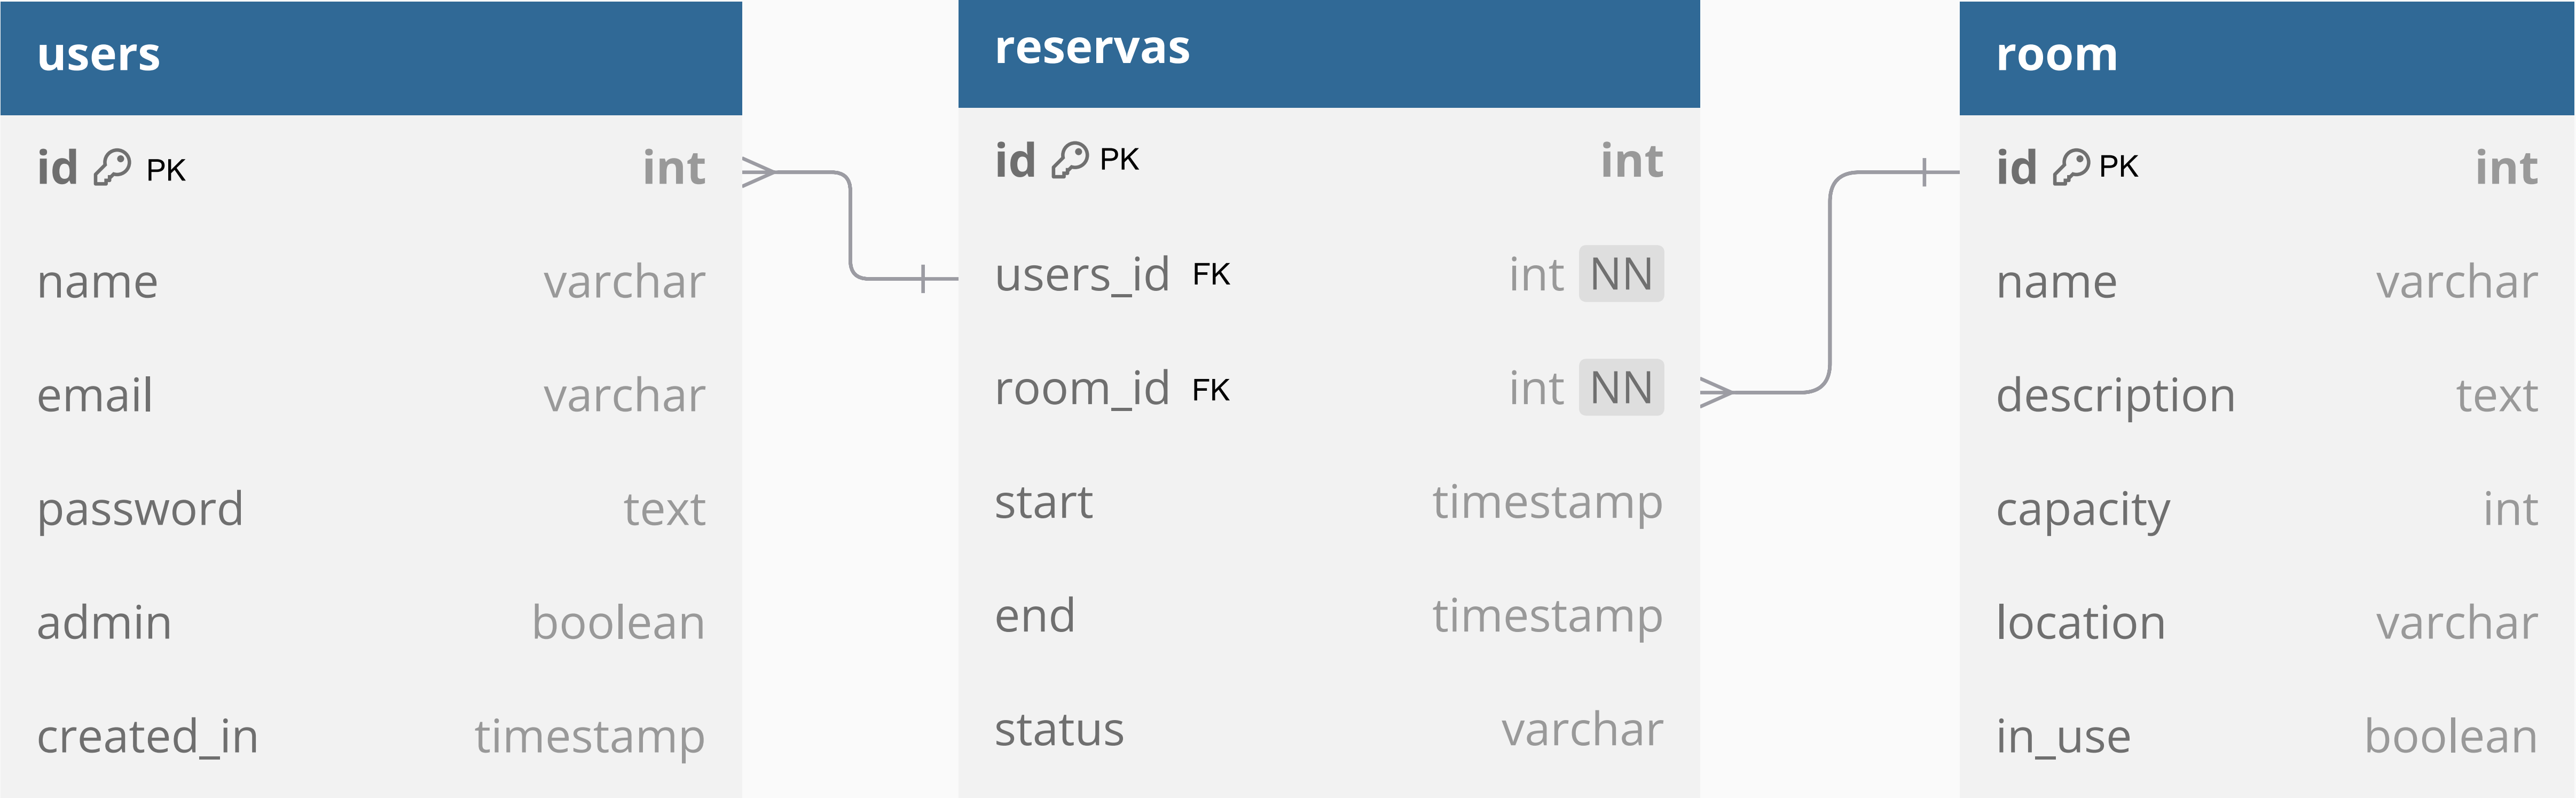 users
id PK int
name varchar
email varchar
password text
admin boolean
created_in timestamp
reservas
id PK int
users_id FK int NN
room_id FK int NN
start timestamp
end timestamp
status varchar
room
id PK int
name varchar
description text
capacity int
location varchar
in_use boolean